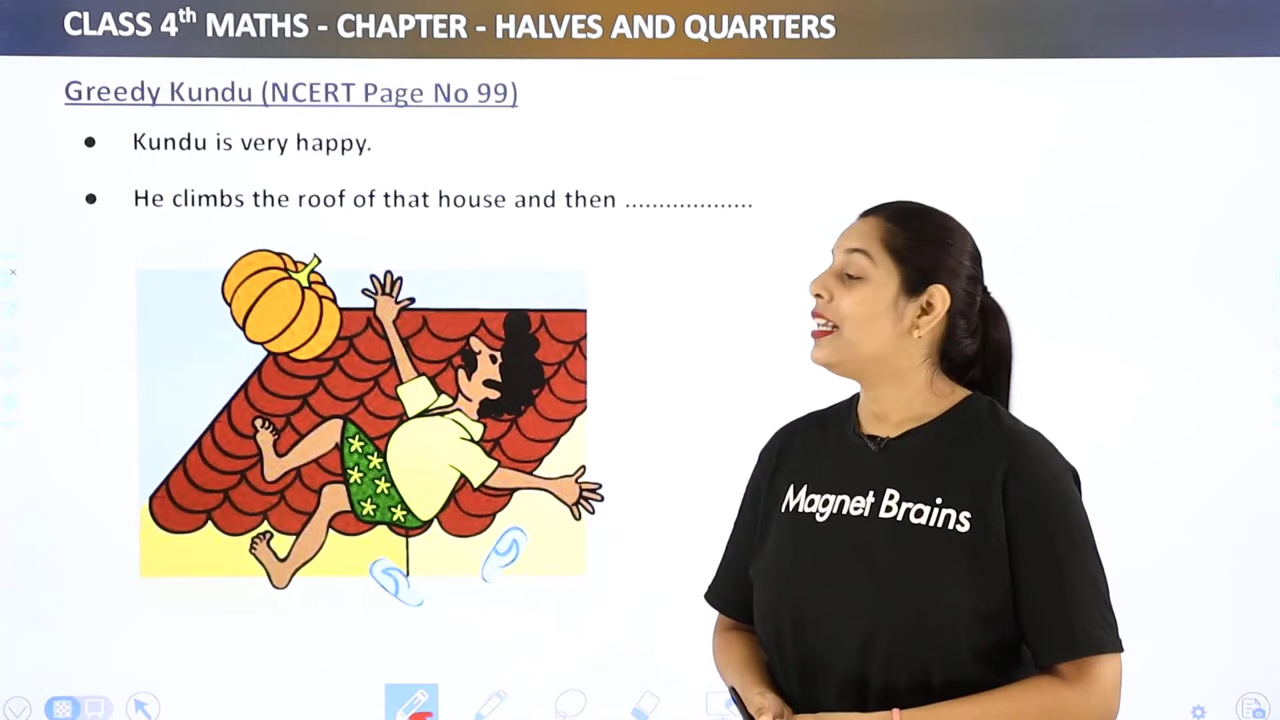 CLASS 4th MATHS - CHAPTER - HALVES AND QUARTERS
Greedy Kundu (NCERT Page No 99)
● Kundu is very happy.
● He climbs the roof of that house and then ...................
Magnet Brains